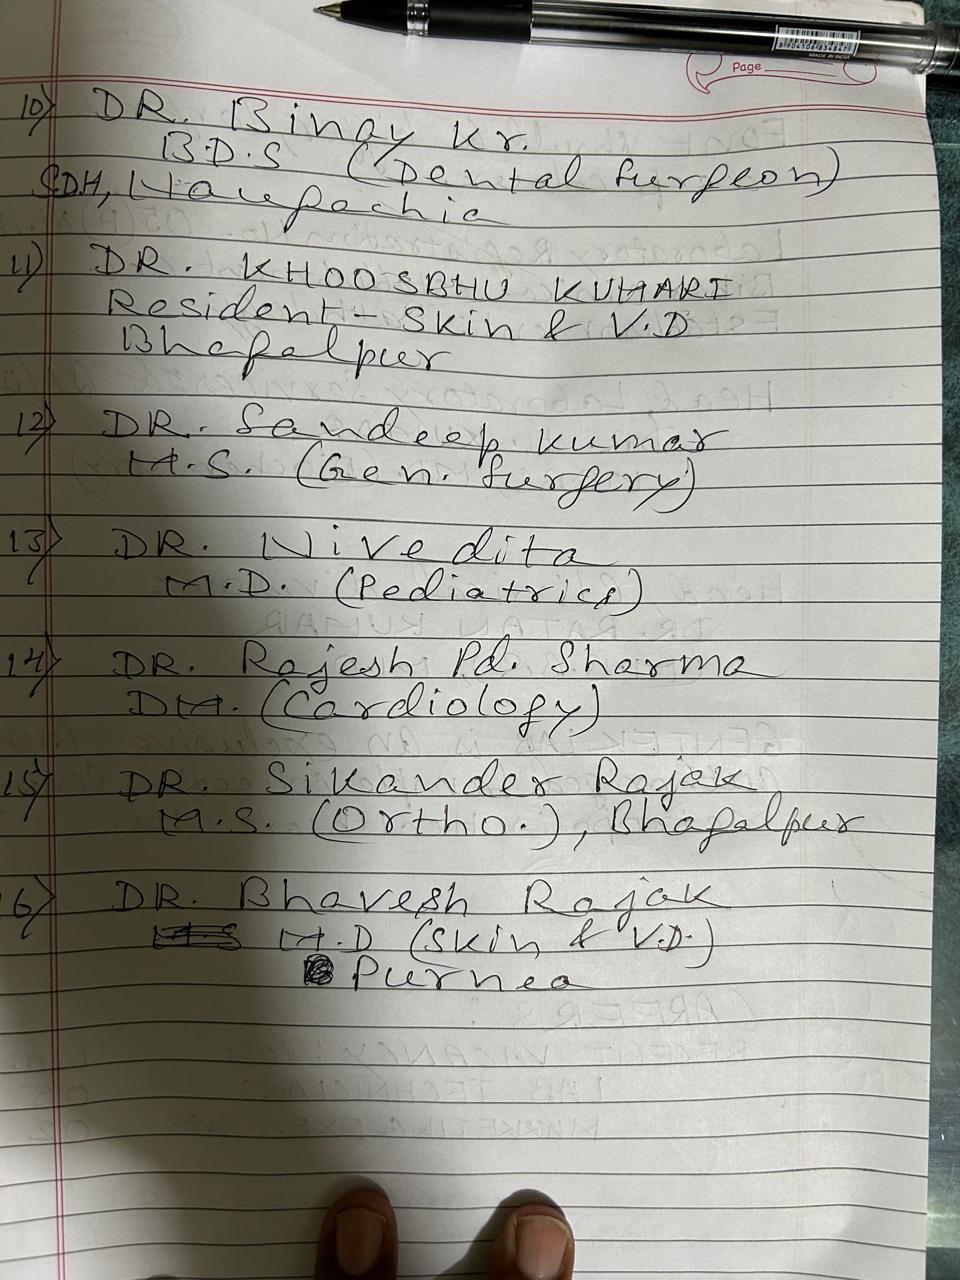 Page
10) DR. Binay Kr.
B.D.S (Dental Surgeon)
SDH, Naugachia
11) DR. KHOOSBHU KUMARI
Resident - Skin & V.D
Bhagalpur
12) DR. Sandeep Kumar
M.S. (Gen. Surgery)
13) DR. Nivedita
M.D. (Pediatrics)
14) DR. Rajesh Pd. Sharma
DM. (Cardiology)
15) DR. Sikander Rajak
M.S. (Ortho.), Bhagalpur
16) DR. Bhavesh Rajak
M.D (Skin & V.D.)
Purnea